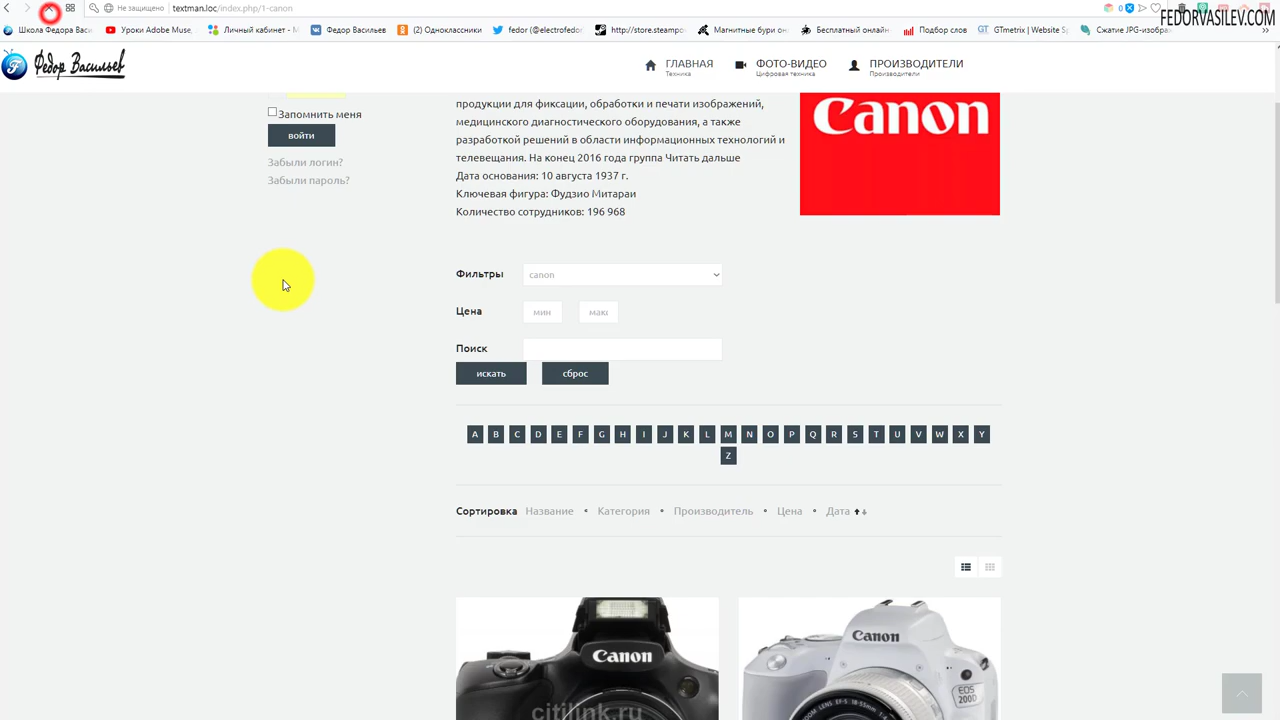 Не защищено textman.loc/index.php/1-canon
0
FEDORVASILEV.COM
Школа Федора Васи
Уроки Adobe Muse,
Личный кабинет - М
Федор Васильев
(2) Одноклассники
fedor (@electrofedor)
http://store.steampo
Магнитные бури он
Бесплатный онлайн
Подбор слов
GTmetrix | Website Sp
Сжатие JPG-изобра
Федор Васильев
ГЛАВНАЯ
Техника
ФОТО-ВИДЕО
Цифровая техника
ПРОИЗВОДИТЕЛИ
Производители
Запомнить меня
войти
Забыли логин?
Забыли пароль?
продукции для фиксации, обработки и печати изображений,
медицинского диагностического оборудования, а также
разработкой решений в области информационных технологий и
телевещания. На конец 2016 года группа Читать дальше
Дата основания: 10 августа 1937 г.
Ключевая фигура: Фудзио Митараи
Количество сотрудников: 196 968
Canon
Фильтры canon
Цена мин макс
Поиск
искать сброс
A B C D E F G H I J K L M N O P Q R S T U V W X Y
Z
Сортировка Название Категория Производитель Цена Дата
Canon
citilink.ru
Canon
EOS
200D